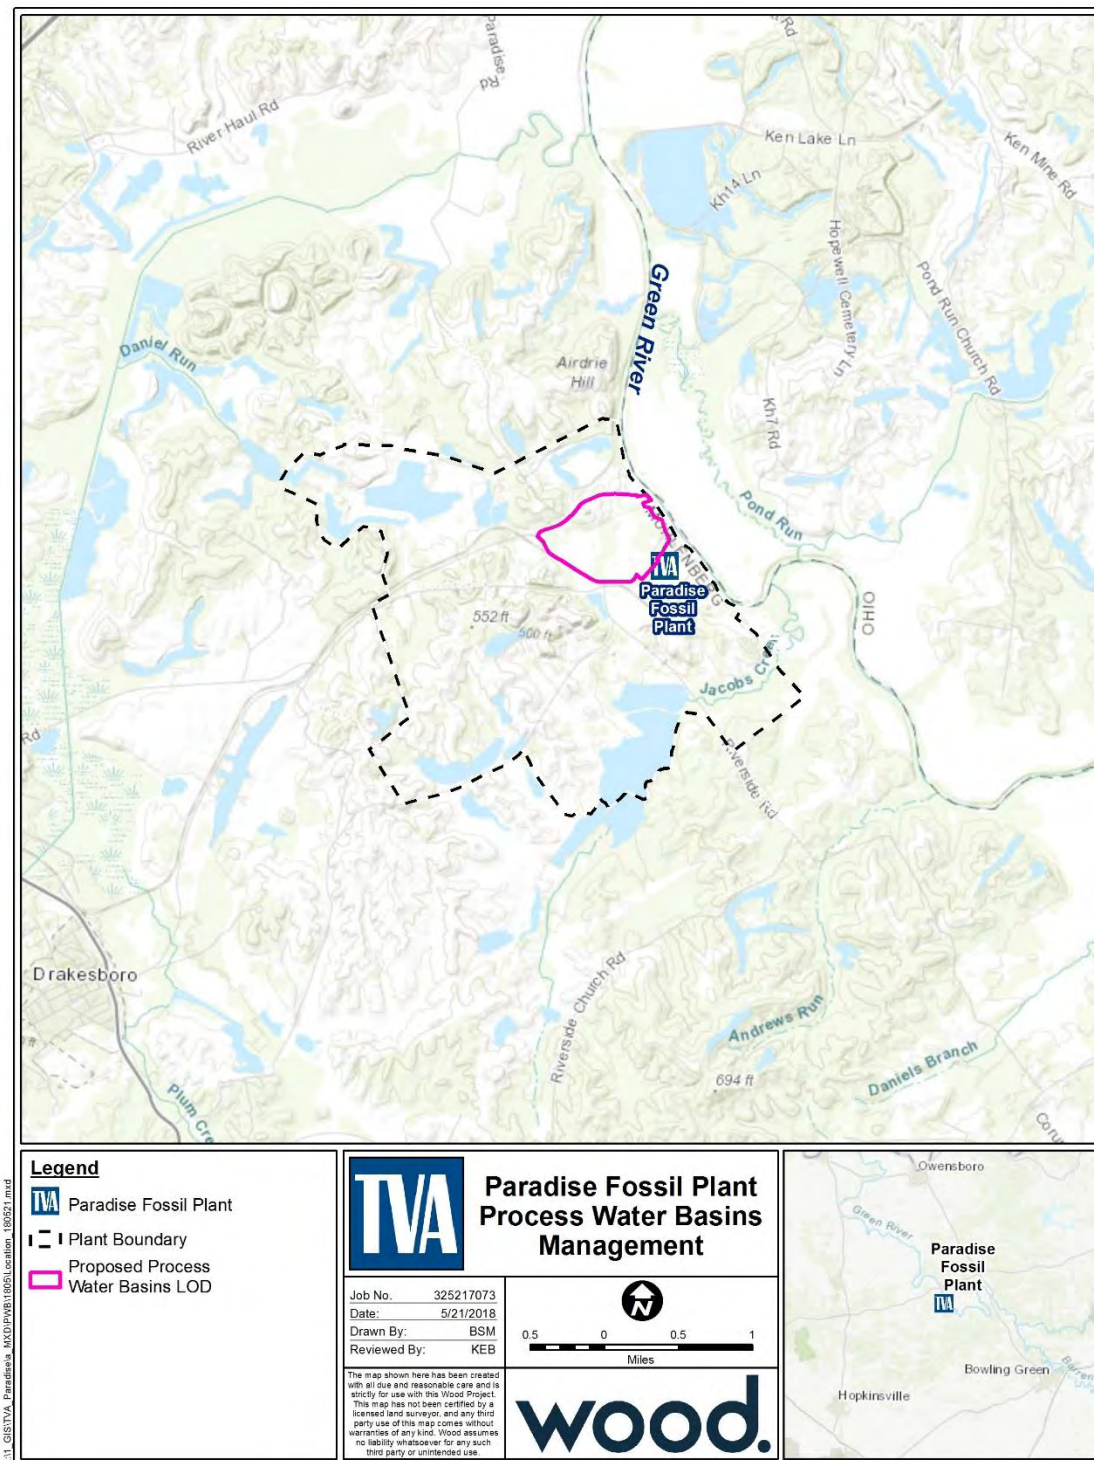 Paradise Rd
Rd
River Haul Rd
Ken Lake Ln
Ken Mine Rd
Kh14 Ln
Hopewell Cemetery Ln
Pond Run Church Rd
Green River
Daniel Run
Airdrie
Hill
Kh7 Rd
Pond Run
MUHLENBERG
OHIO
TVA
Paradise
Fossil
Plant
552 ft
500 ft
Jacobs Creek
Rd
Riverside Rd
Drakesboro
ft
Riverside Church Rd
Andrews Run
Daniels Branch
694 ft
Plum Cre
Coru
Legend
TVA Paradise Fossil Plant
Plant Boundary
Proposed Process
Water Basins LOD
TVA
Paradise Fossil Plant
Process Water Basins
Management
Job No. 325217073
Date: 5/21/2018
Drawn By: BSM
Reviewed By: KEB
N
0.5 0 0.5 1
Miles
The map shown here has been created
with all due and reasonable care and is
strictly for use with this Wood Project.
This map has not been certified by a
licensed land surveyor, and any third
party use of this map comes without
warranties of any kind. Wood assumes
no liability whatsoever for any such
third party or unintended use.
wood.
Owensboro
Green River
Paradise
Fossil
Plant
TVA
Bowling Green
Barren
Hopkinsville